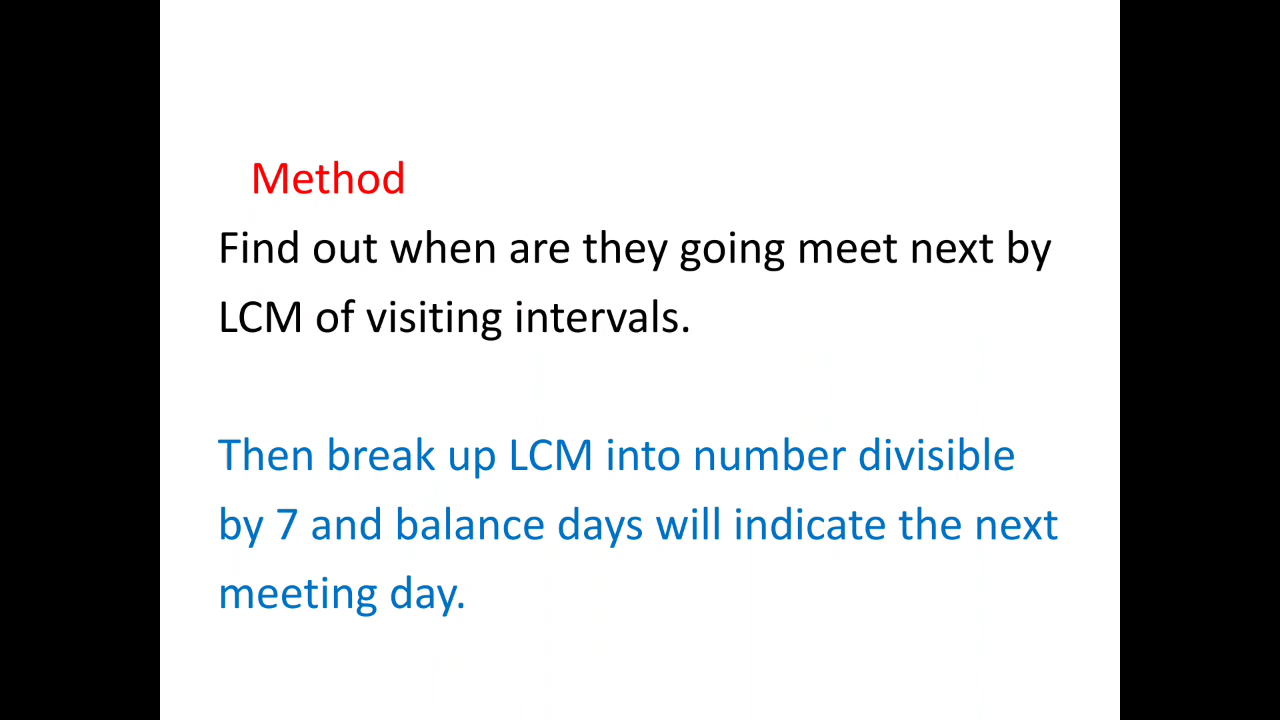 Method
Find out when are they going meet next by
LCM of visiting intervals.
Then break up LCM into number divisible
by 7 and balance days will indicate the next
meeting day.